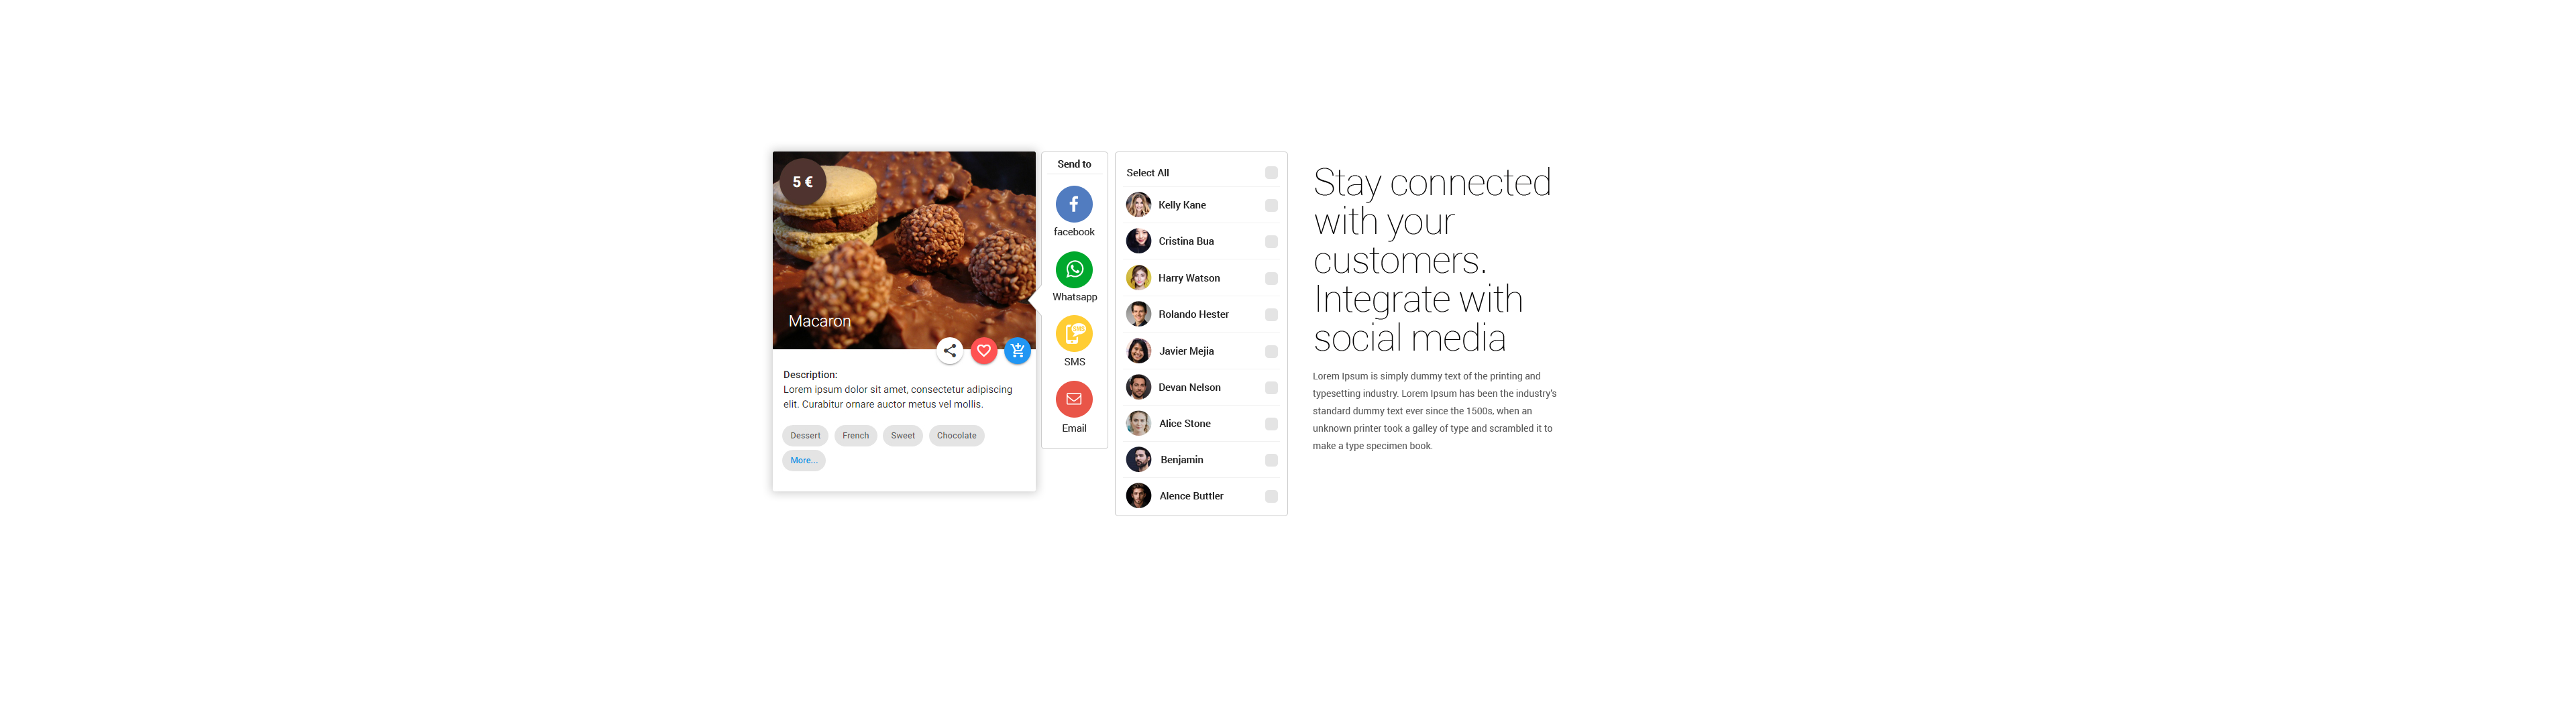 5 €
Macaron
Description:
Lorem ipsum dolor sit amet, consectetur adipiscing
elit. Curabitur ornare auctor metus vel mollis.
Dessert French Sweet Chocolate
More...
Send to
facebook
Whatsapp
SMS
Email
Select All
Kelly Kane
Cristina Bua
Harry Watson
Rolando Hester
Javier Mejia
Devan Nelson
Alice Stone
Benjamin
Alence Buttler
Stay connected
with your
customers.
Integrate with
social media
Lorem Ipsum is simply dummy text of the printing and
typesetting industry. Lorem Ipsum has been the industry's
standard dummy text ever since the 1500s, when an
unknown printer took a galley of type and scrambled it to
make a type specimen book.